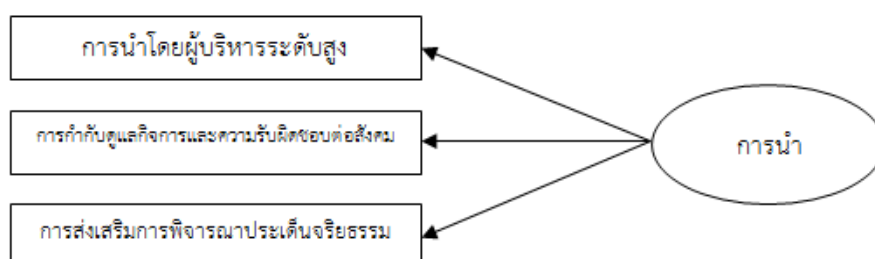 การนำโดยผู้บริหารระดับสูง
การกำกับดูแลกิจการและความรับผิดชอบต่อสังคม
การนำ
การส่งเสริมการพิจารณาประเด็นจริยธรรม